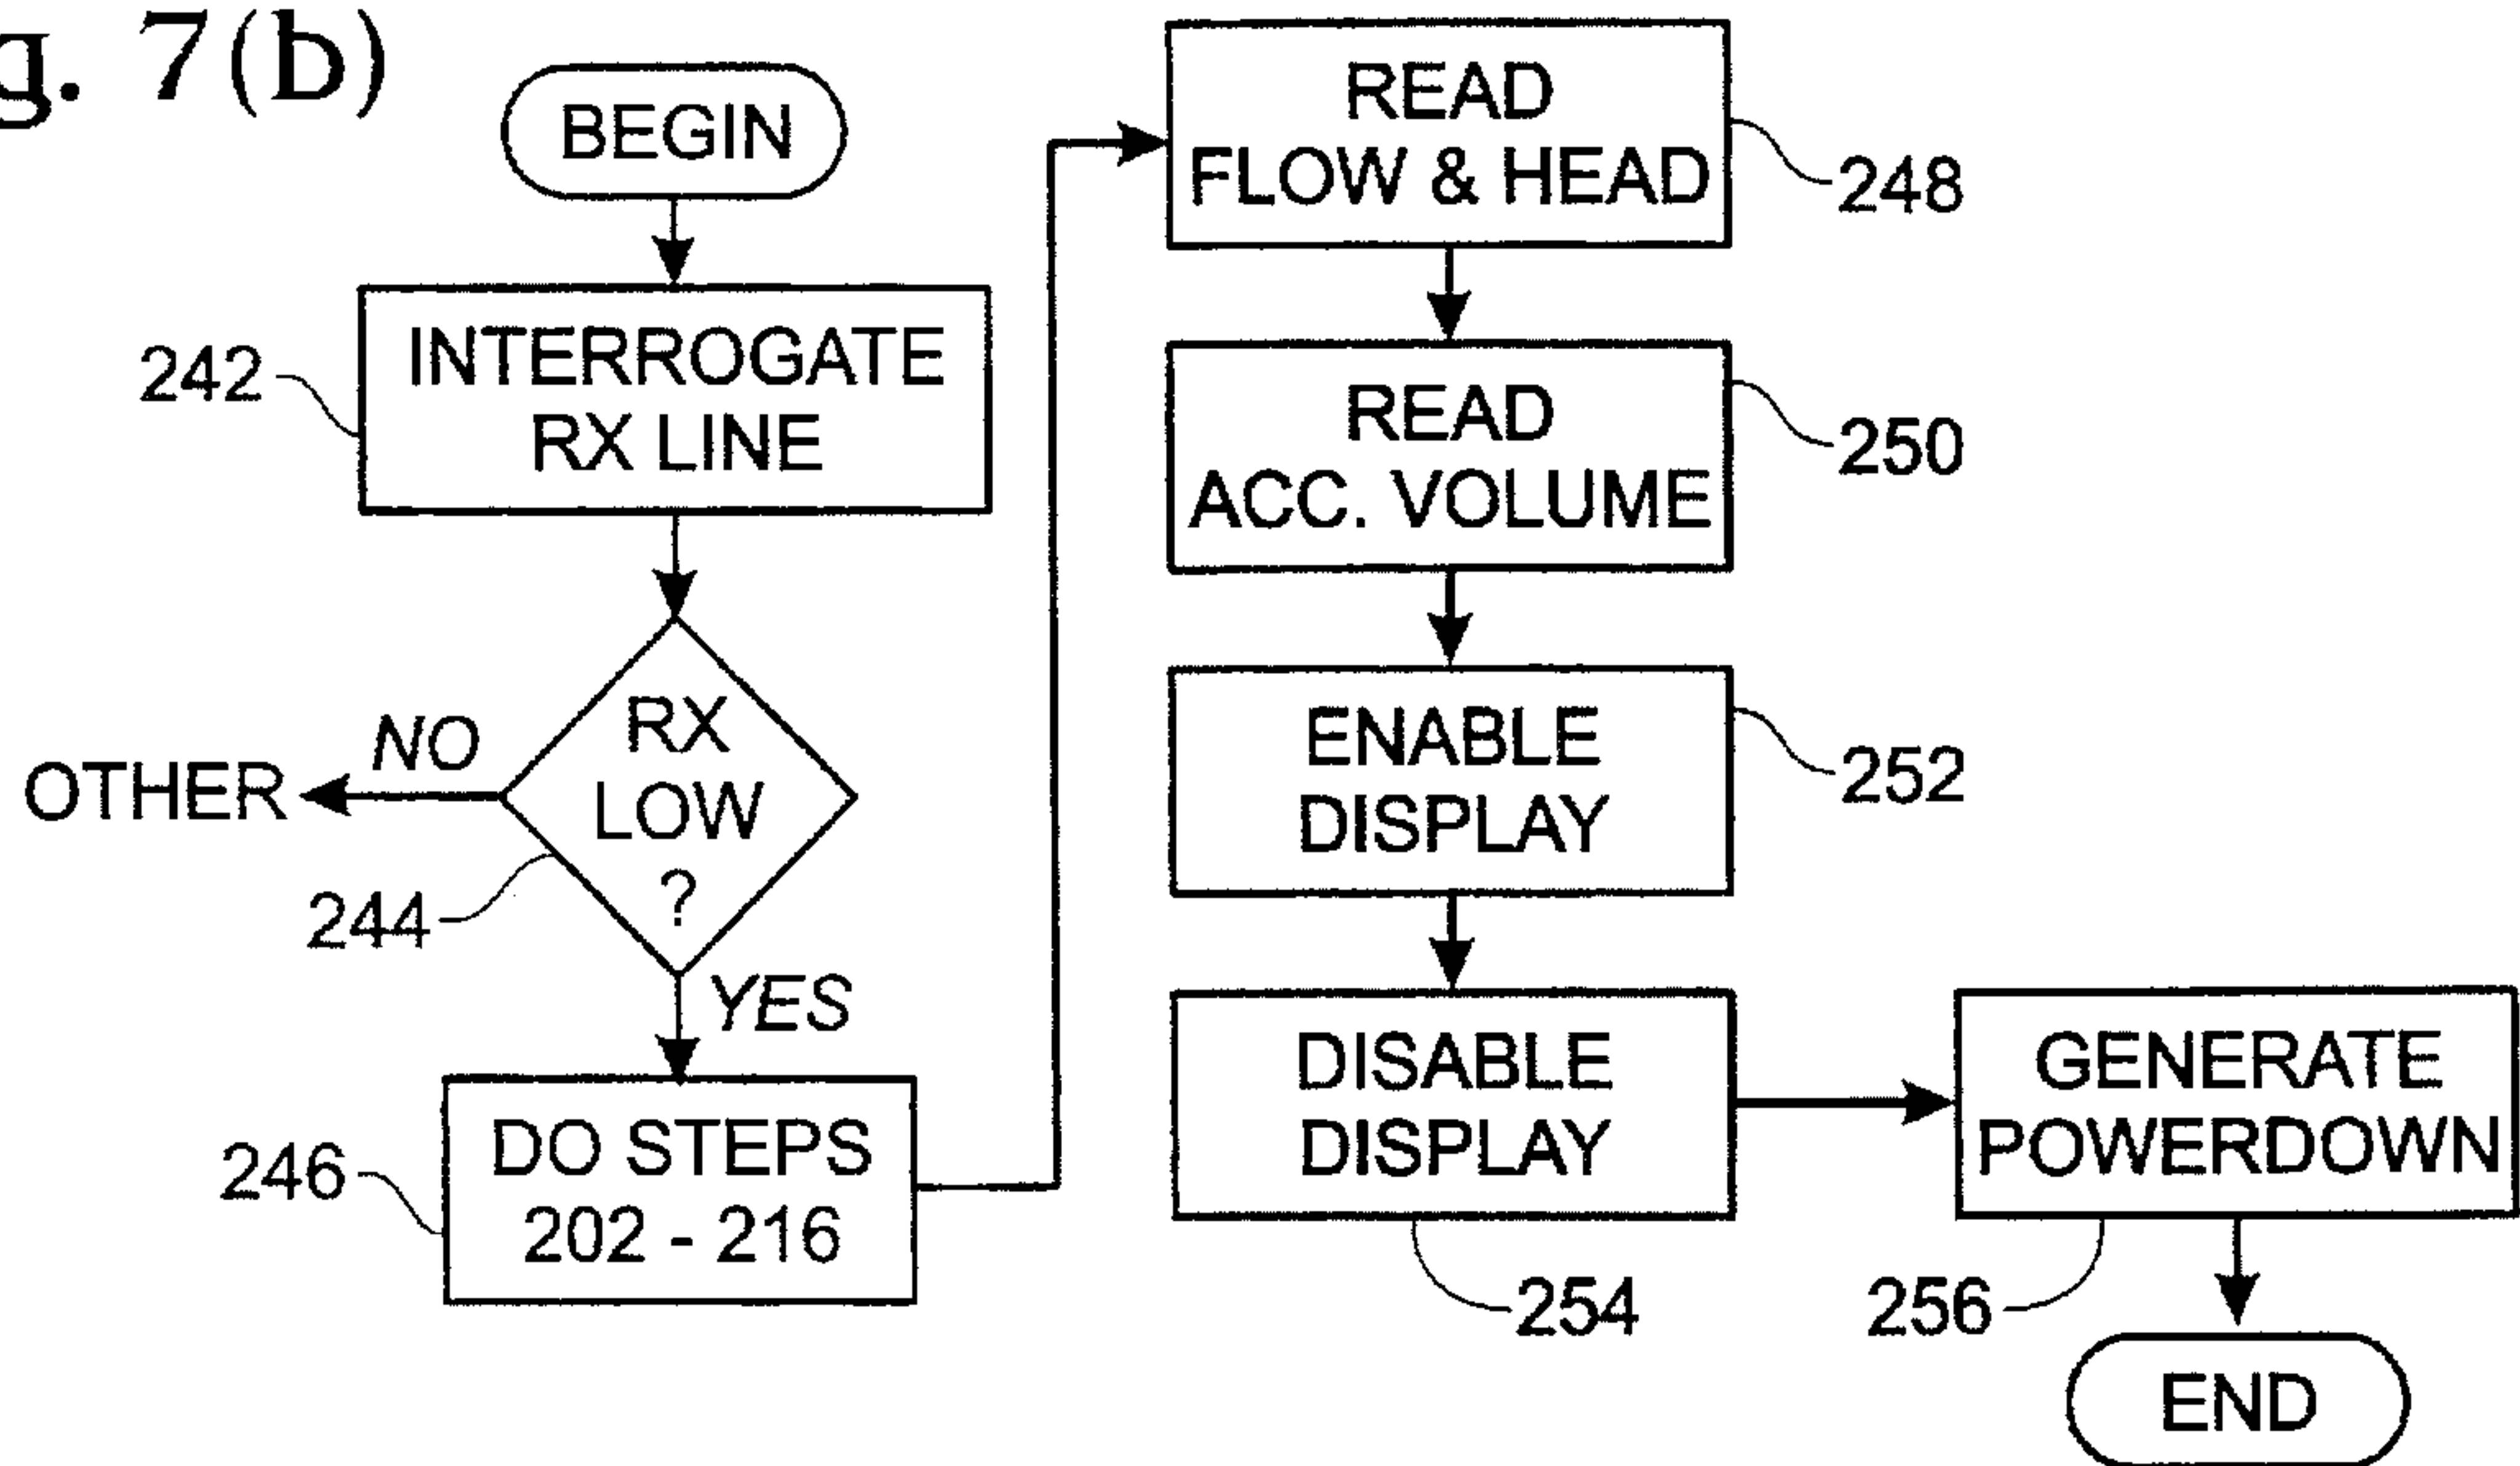 g. 7(b)
BEGIN
242
INTERROGATE
RX LINE
RX
LOW
?
NO
OTHER
244
YES
246
DO STEPS
202 - 216
READ
FLOW & HEAD
248
READ
ACC. VOLUME
250
ENABLE
DISPLAY
252
DISABLE
DISPLAY
254
GENERATE
POWERDOWN
256
END